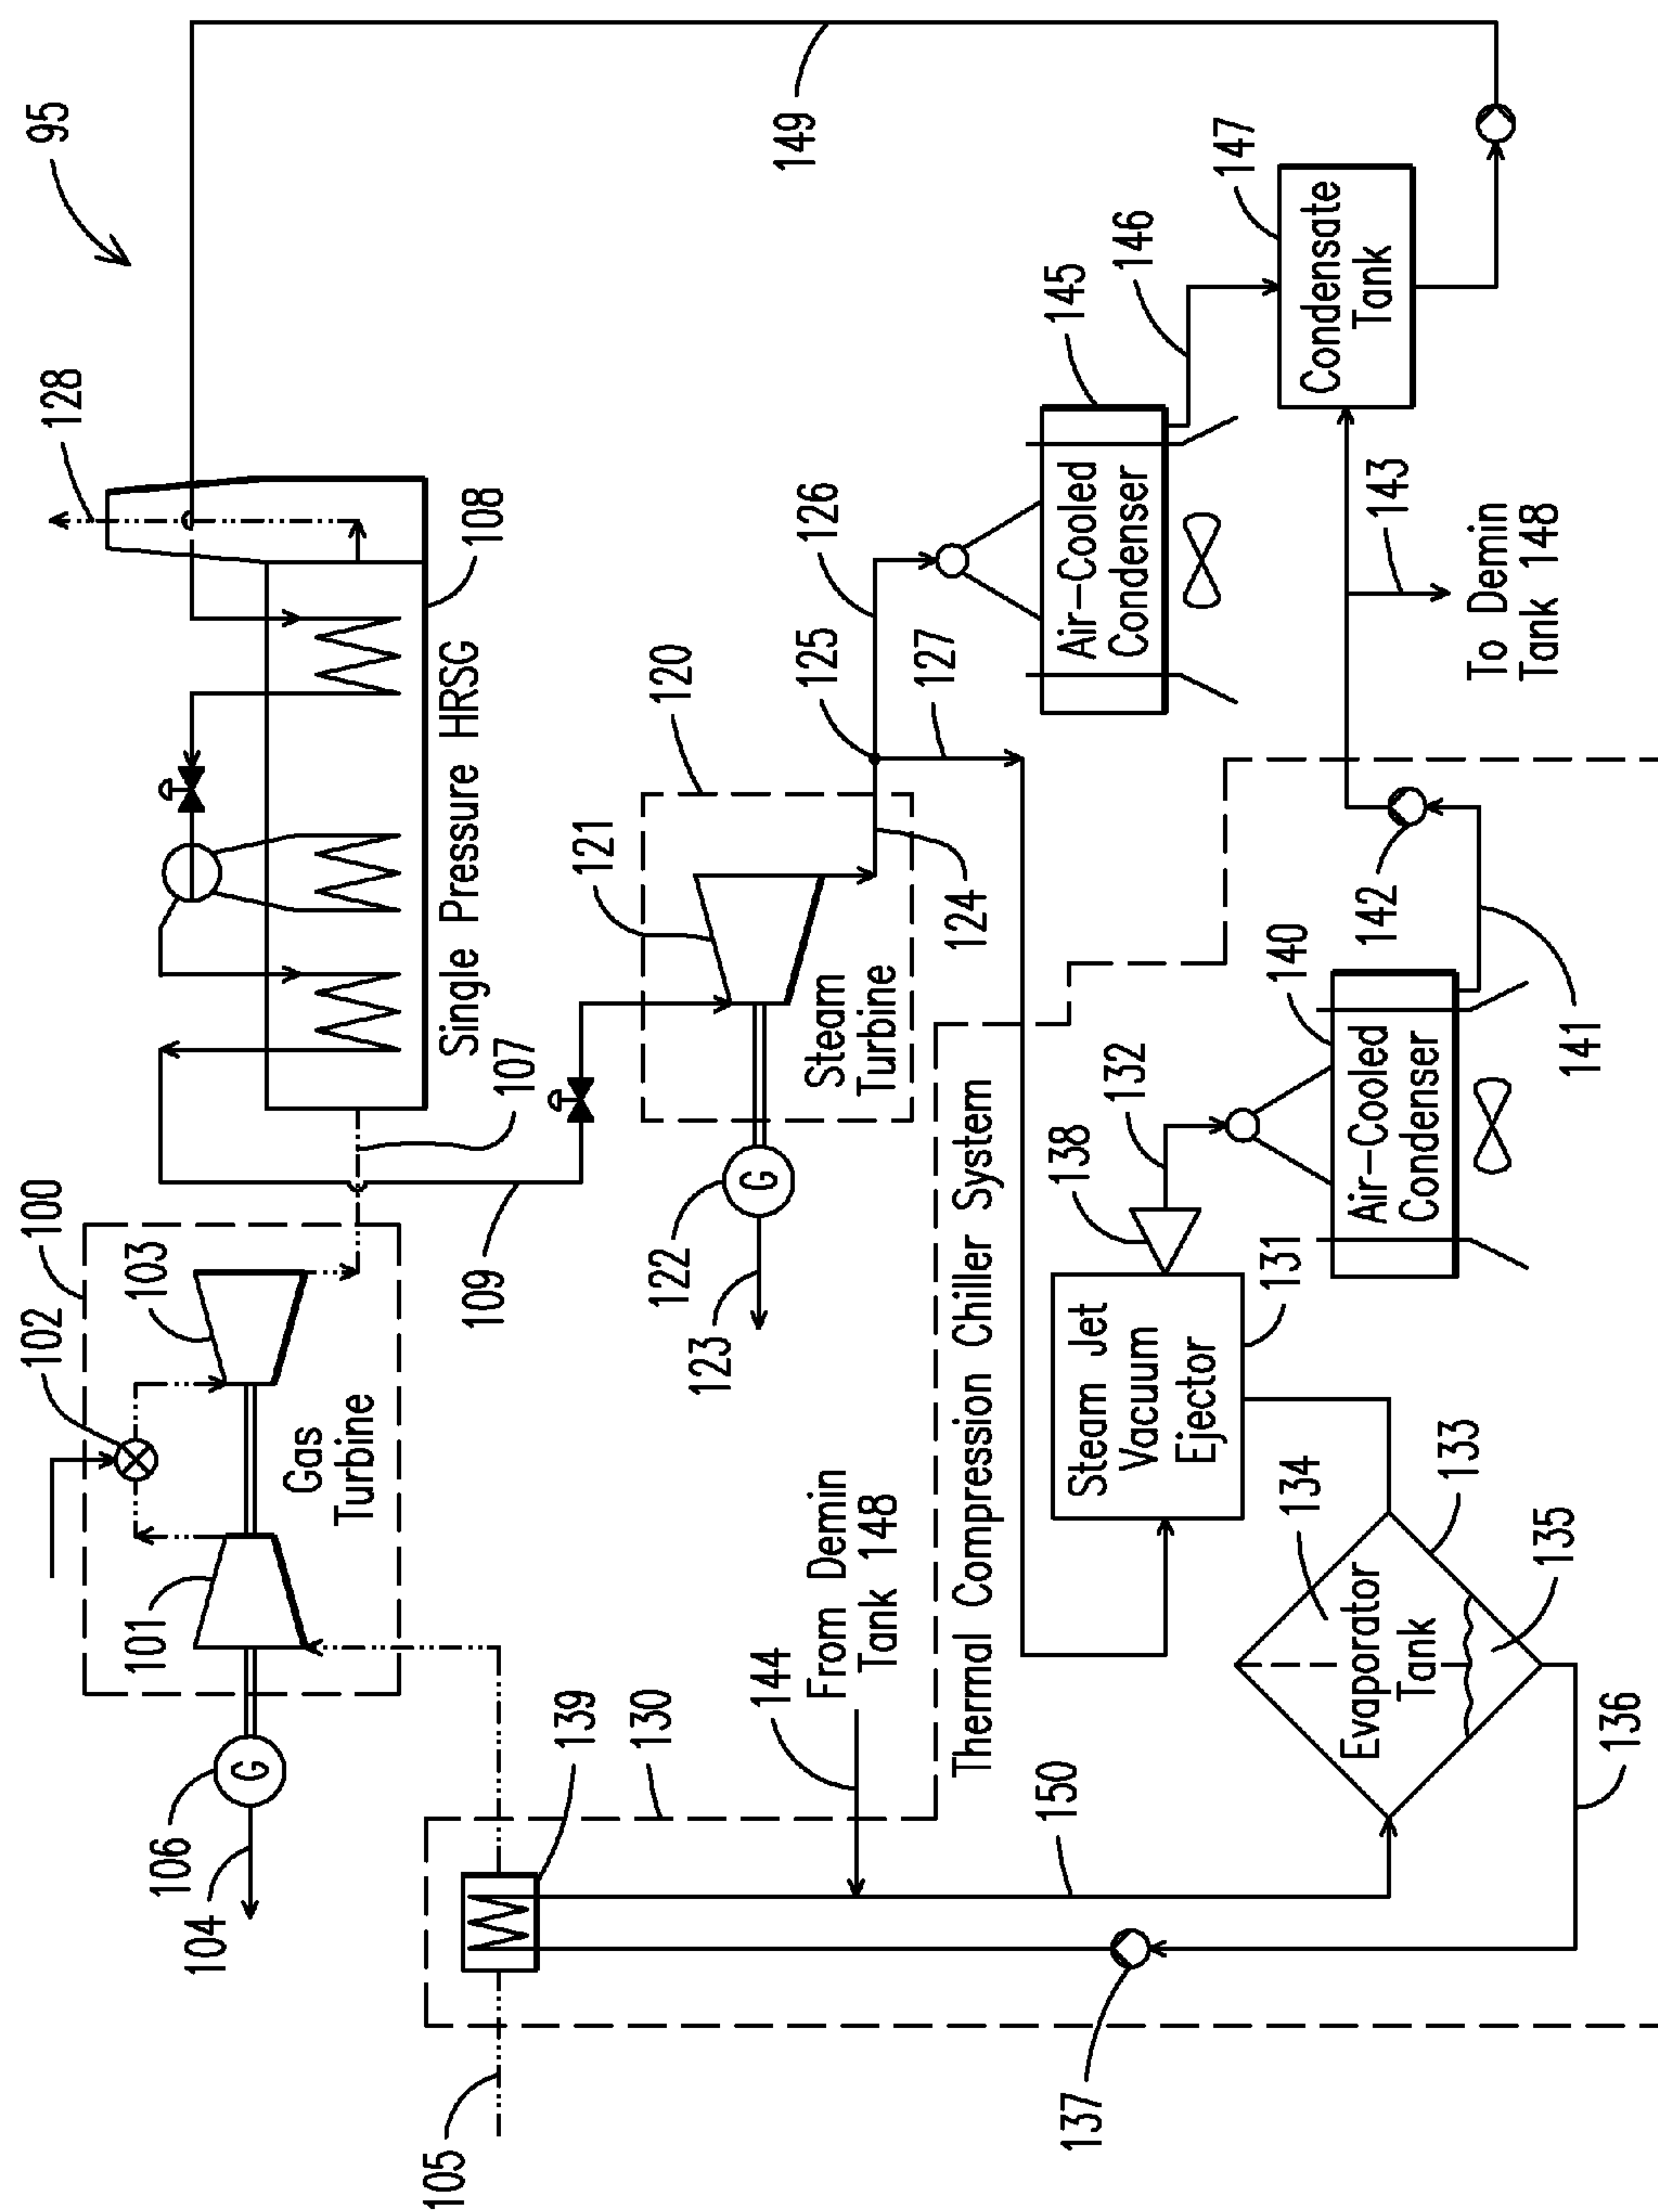 95
128
149
100
102
103
101
Gas
Turbine
106
G
104
107
108
Single Pressure HRSG
109
120
121
Steam
Turbine
122
G
123
124
125
126
127
145
Air-Cooled
Condenser
146
147
Condensate
Tank
143
To Demin
Tank 148
105
139
130
144
From Demin
Tank 148
Thermal Compression Chiller System
150
137
136
Evaporator
Tank
134
133
135
Steam Jet
Vacuum
Ejector
131
138
132
140
Air-Cooled
Condenser
141
142